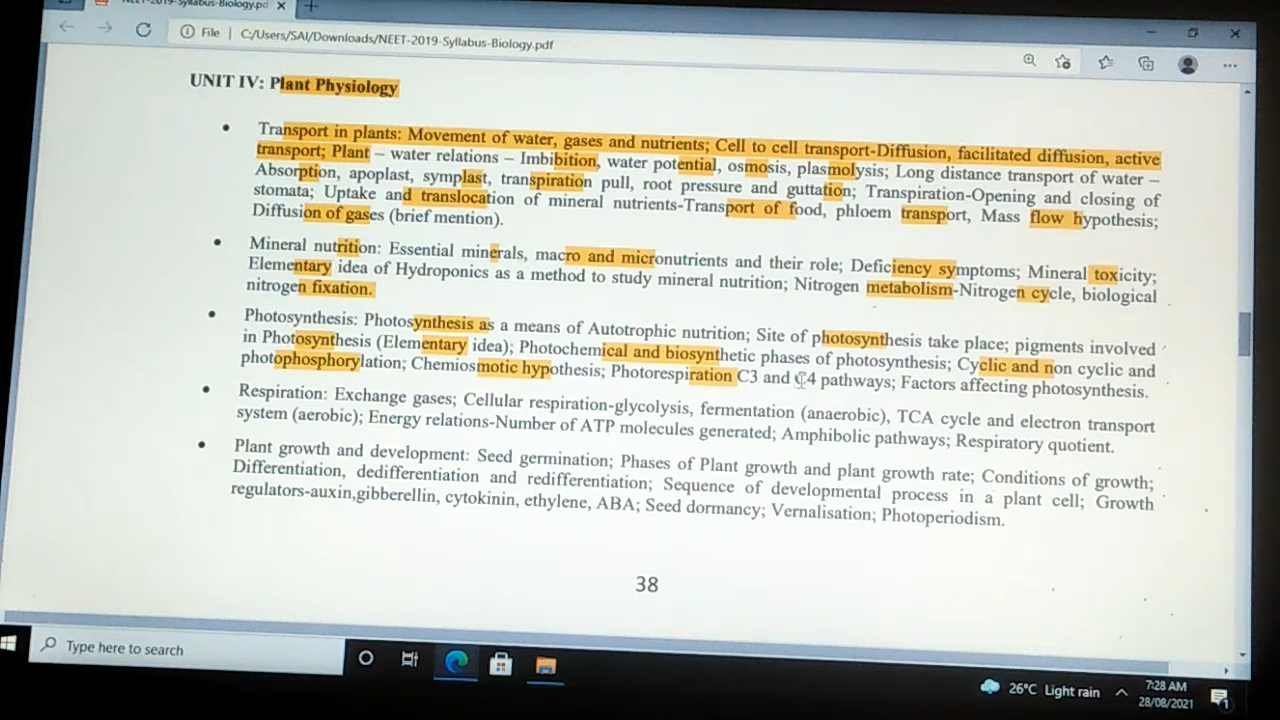 NEET-2019-Syllabus-Biology.pd
File | C:/Users/SAI/Downloads/NEET-2019-Syllabus-Biology.pdf
UNIT IV: Plant Physiology
• Transport in plants: Movement of water, gases and nutrients; Cell to cell transport-Diffusion, facilitated diffusion, active
transport; Plant – water relations – Imbibition, water potential, osmosis, plasmolysis; Long distance transport of water –
Absorption, apoplast, symplast, transpiration pull, root pressure and guttation; Transpiration-Opening and closing of
stomata; Uptake and translocation of mineral nutrients-Transport of food, phloem transport, Mass flow hypothesis;
Diffusion of gases (brief mention).
• Mineral nutrition: Essential minerals, macro and micronutrients and their role; Deficiency symptoms; Mineral toxicity;
Elementary idea of Hydroponics as a method to study mineral nutrition; Nitrogen metabolism-Nitrogen cycle, biological
nitrogen fixation.
• Photosynthesis: Photosynthesis as a means of Autotrophic nutrition; Site of photosynthesis take place; pigments involved
in Photosynthesis (Elementary idea); Photochemical and biosynthetic phases of photosynthesis; Cyclic and non cyclic and
photophosphorylation; Chemiosmotic hypothesis; Photorespiration C3 and C4 pathways; Factors affecting photosynthesis.
• Respiration: Exchange gases; Cellular respiration-glycolysis, fermentation (anaerobic), TCA cycle and electron transport
system (aerobic); Energy relations-Number of ATP molecules generated; Amphibolic pathways; Respiratory quotient.
• Plant growth and development: Seed germination; Phases of Plant growth and plant growth rate; Conditions of growth;
Differentiation, dedifferentiation and redifferentiation; Sequence of developmental process in a plant cell; Growth
regulators-auxin,gibberellin, cytokinin, ethylene, ABA; Seed dormancy; Vernalisation; Photoperiodism.
38
Type here to search
26°C Light rain
7:28 AM
28/08/2021
1